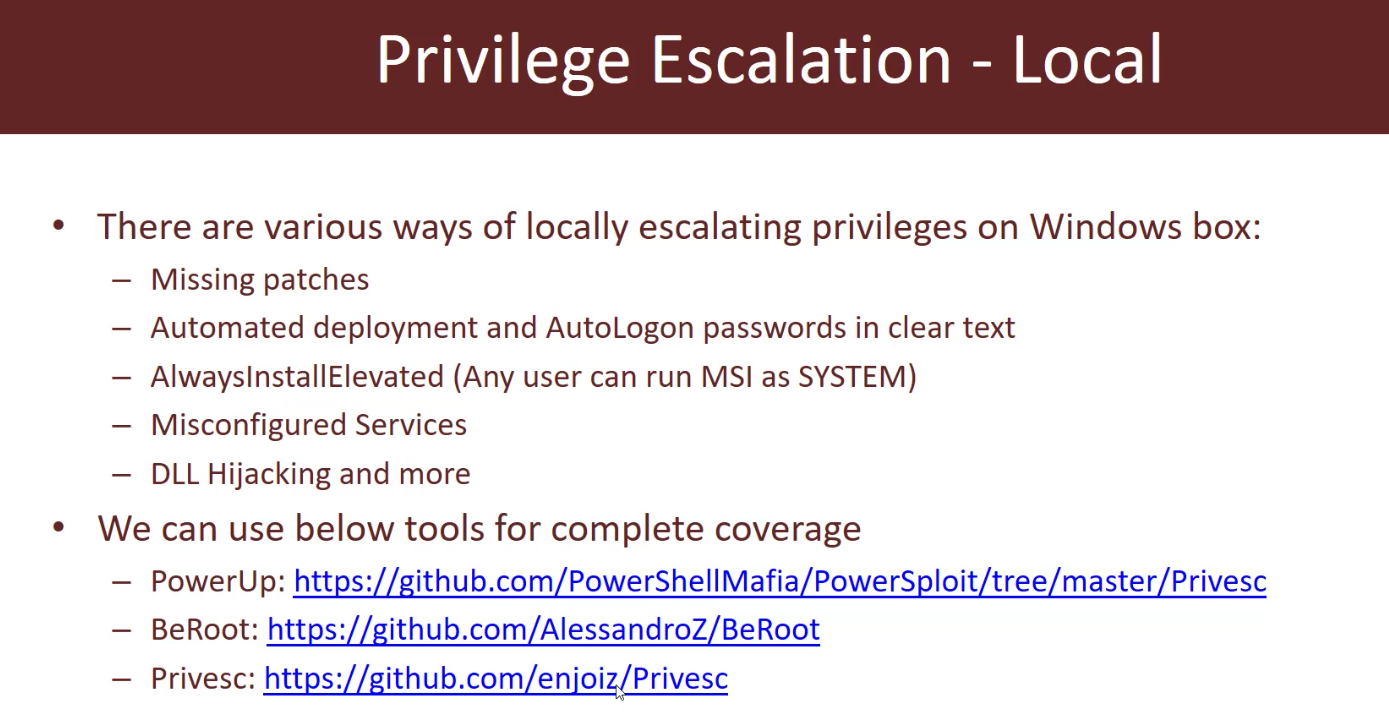 Privilege Escalation - Local
• There are various ways of locally escalating privileges on Windows box:
– Missing patches
– Automated deployment and AutoLogon passwords in clear text
– AlwaysInstallElevated (Any user can run MSI as SYSTEM)
– Misconfigured Services
– DLL Hijacking and more
• We can use below tools for complete coverage
– PowerUp: https://github.com/PowerShellMafia/PowerSploit/tree/master/Privesc
– BeRoot: https://github.com/AlessandroZ/BeRoot
– Privesc: https://github.com/enjoiz/Privesc